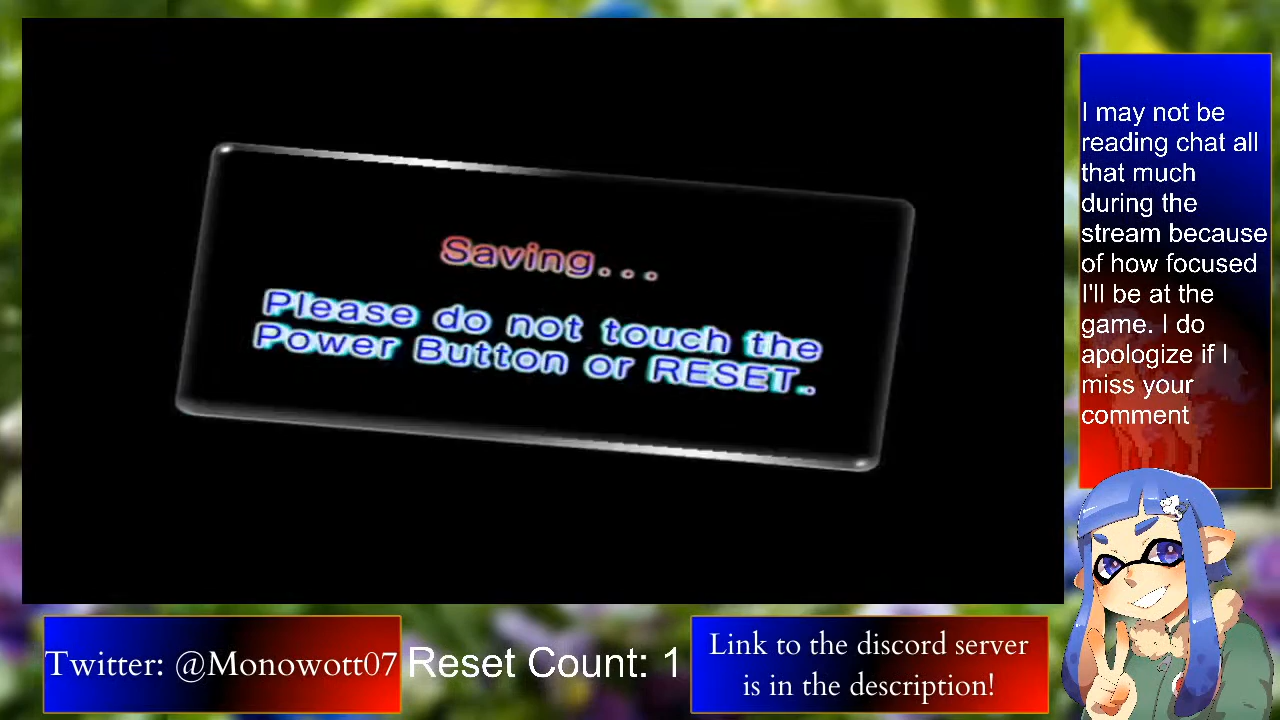 Saving...
Please do not touch the
Power Button or RESET.
I may not be
reading chat all
that much
during the
stream because
of how focused
I'll be at the
game. I do
apologize if I
miss your
comment
Twitter: @Monowott07
Reset Count: 1
Link to the discord server
is in the description!